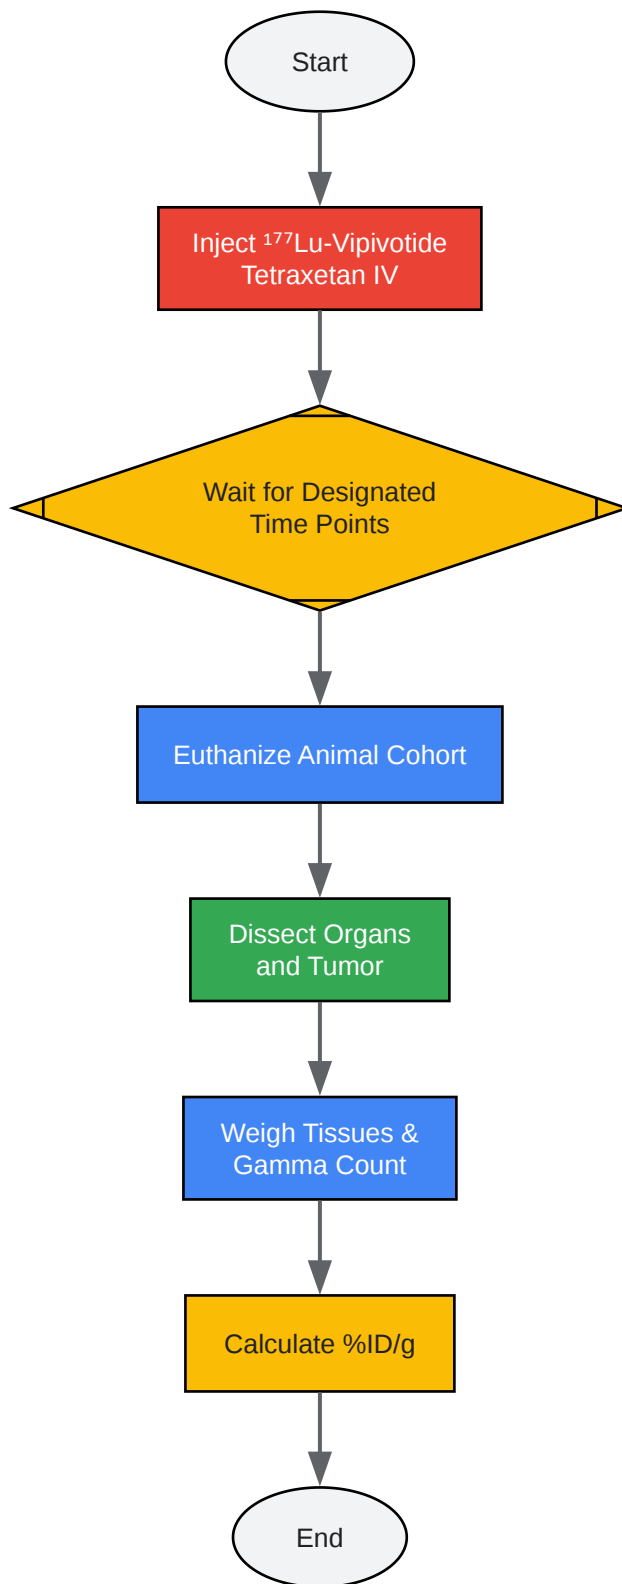 Start
Inject ¹⁷⁷Lu-Vipivotide
Tetraxetan IV
Wait for Designated
Time Points
Euthanize Animal Cohort
Dissect Organs
and Tumor
Weigh Tissues &
Gamma Count
Calculate %ID/g
End